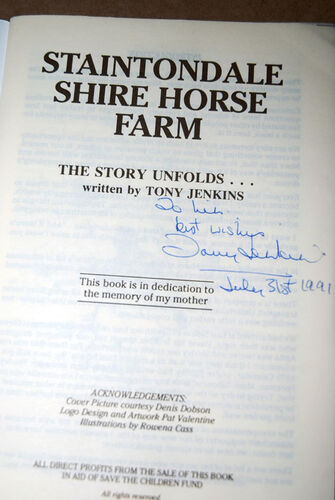 STAINTONDALE
SHIRE HORSE
FARM
THE STORY UNFOLDS . . .
written by TONY JENKINS
To
best wishes
Tony Jenkins
July 31st 1991
This book is in dedication to
the memory of my mother
ACKNOWLEDGEMENTS:
Cover Picture courtesy Denis Dobson
Logo Design and Artwork Pat Valentine
Illustrations by Rowena Cass
ALL DIRECT PROFITS FROM THE SALE OF THIS BOOK
IN AID OF SAVE THE CHILDREN FUND
All rights reserved